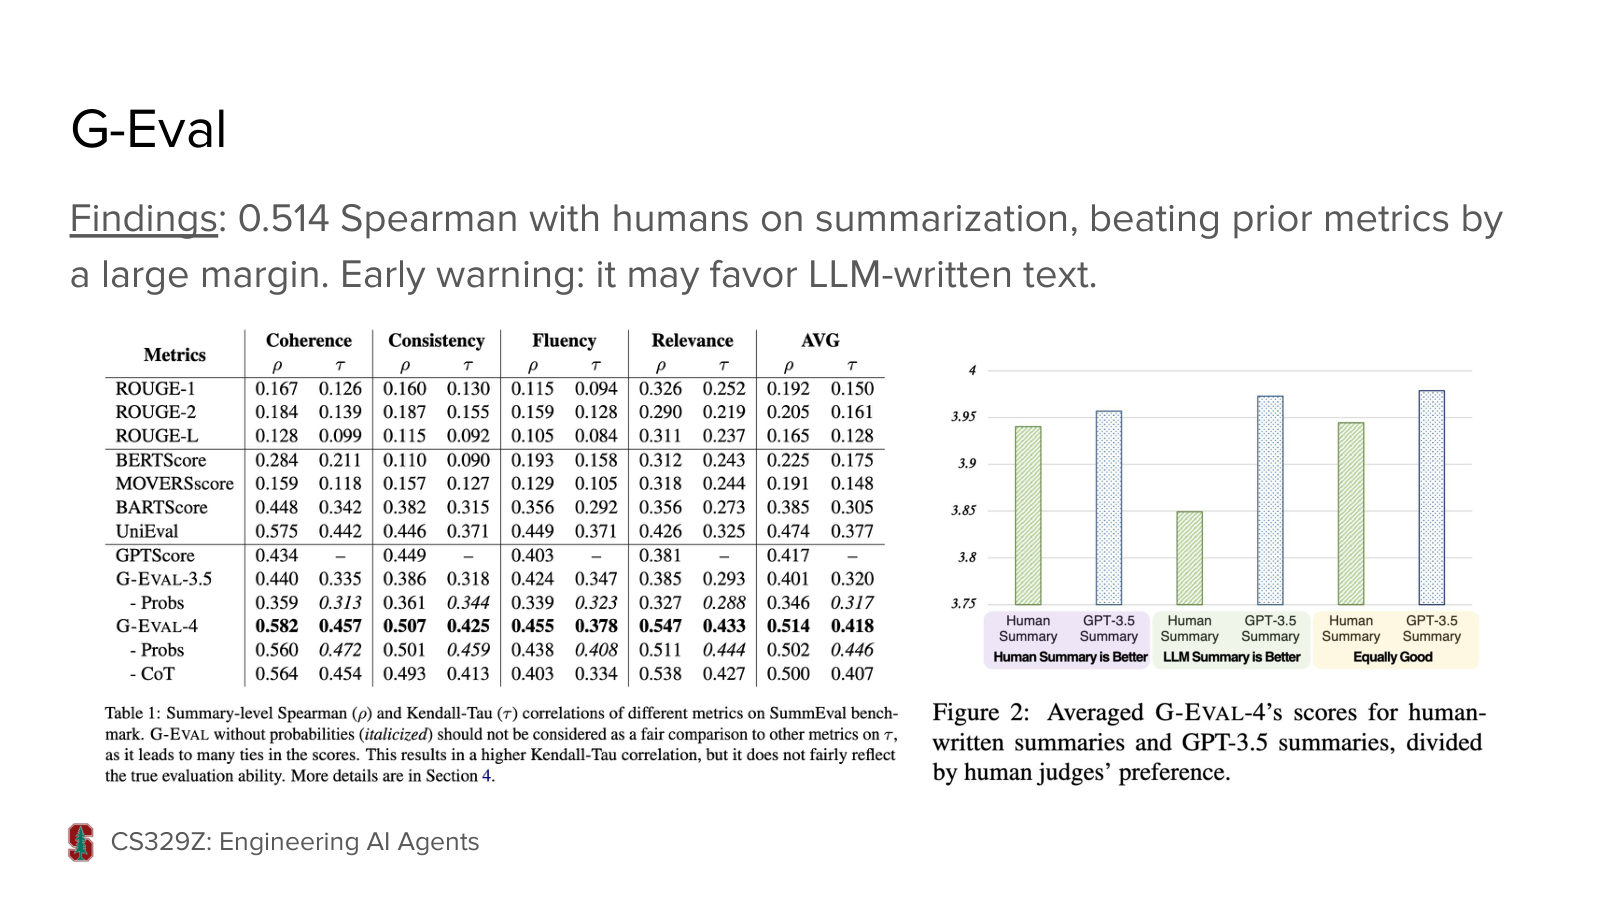 G-Eval
Findings: 0.514 Spearman with humans on summarization, beating prior metrics by
a large margin. Early warning: it may favor LLM-written text.
Metrics Coherence Consistency Fluency Relevance AVG
ρ τ ρ τ ρ τ ρ τ ρ τ
ROUGE-1 0.167 0.126 0.160 0.130 0.115 0.094 0.326 0.252 0.192 0.150
ROUGE-2 0.184 0.139 0.187 0.155 0.159 0.128 0.290 0.219 0.205 0.161
ROUGE-L 0.128 0.099 0.115 0.092 0.105 0.084 0.311 0.237 0.165 0.128
BERTScore 0.284 0.211 0.110 0.090 0.193 0.158 0.312 0.243 0.225 0.175
MOVERSscore 0.159 0.118 0.157 0.127 0.129 0.105 0.318 0.244 0.191 0.148
BARTScore 0.448 0.342 0.382 0.315 0.356 0.292 0.356 0.273 0.385 0.305
UniEval 0.575 0.442 0.446 0.371 0.449 0.371 0.426 0.325 0.474 0.377
GPTScore 0.434 – 0.449 – 0.403 – 0.381 – 0.417 –
G-EVAL-3.5 0.440 0.335 0.386 0.318 0.424 0.347 0.385 0.293 0.401 0.320
- Probs 0.359 0.313 0.361 0.344 0.339 0.323 0.327 0.288 0.346 0.317
G-EVAL-4 0.582 0.457 0.507 0.425 0.455 0.378 0.547 0.433 0.514 0.418
- Probs 0.560 0.472 0.501 0.459 0.438 0.408 0.511 0.444 0.502 0.446
- CoT 0.564 0.454 0.493 0.413 0.403 0.334 0.538 0.427 0.500 0.407
Table 1: Summary-level Spearman (ρ) and Kendall-Tau (τ) correlations of different metrics on SummEval bench-
mark. G-EVAL without probabilities (italicized) should not be considered as a fair comparison to other metrics on τ,
as it leads to many ties in the scores. This results in a higher Kendall-Tau correlation, but it does not fairly reflect
the true evaluation ability. More details are in Section 4.
4
3.95
3.9
3.85
3.8
3.75
Human GPT-3.5 Human GPT-3.5 Human GPT-3.5
Summary Summary Summary Summary Summary Summary
Human Summary is Better LLM Summary is Better Equally Good
Figure 2: Averaged G-EVAL-4's scores for human-
written summaries and GPT-3.5 summaries, divided
by human judges' preference.
CS329Z: Engineering AI Agents